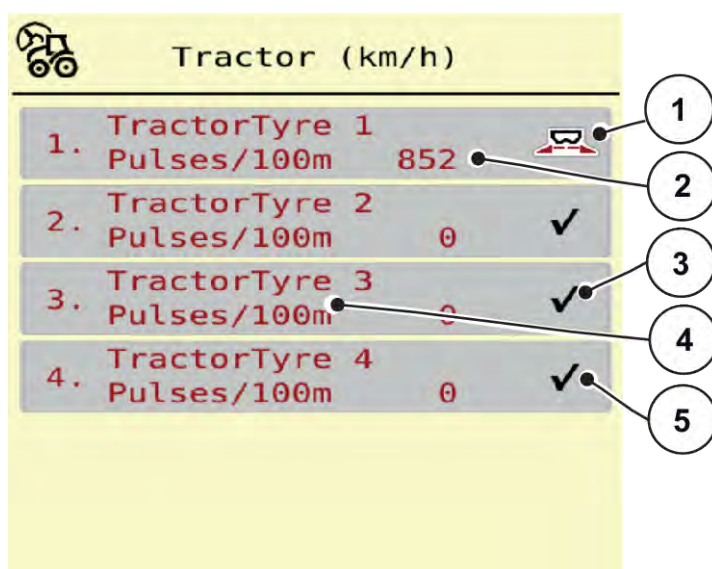 Tractor (km/h)
1. TractorTyre 1
Pulses/100m 852
2. TractorTyre 2
Pulses/100m 0
3. TractorTyre 3
Pulses/100m 0
4. TractorTyre 4
Pulses/100m 0
1
2
3
4
5